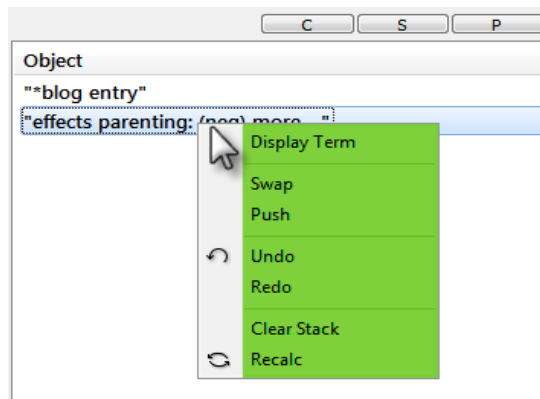 C S P
Object
"*blog entry"
"effects parenting: (neg) more..."
Display Term
Swap
Push
Undo
Redo
Clear Stack
Recalc